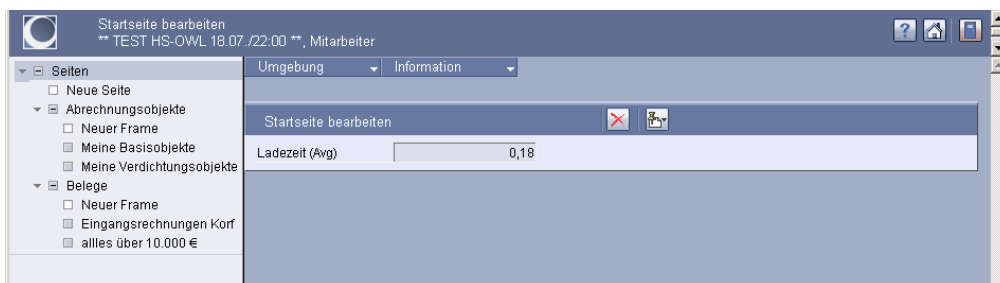 Startseite bearbeiten
** TEST HS-OWL 18.07./22:00 **, Mitarbeiter
?
Umgebung Information
Seiten
Neue Seite
Abrechnungsobjekte
Neuer Frame
Meine Basisobjekte
Meine Verdichtungsobjekte
Belege
Neuer Frame
Eingangsrechnungen Korf
allles über 10.000 €
Startseite bearbeiten
Ladezeit (Avg) 0,18